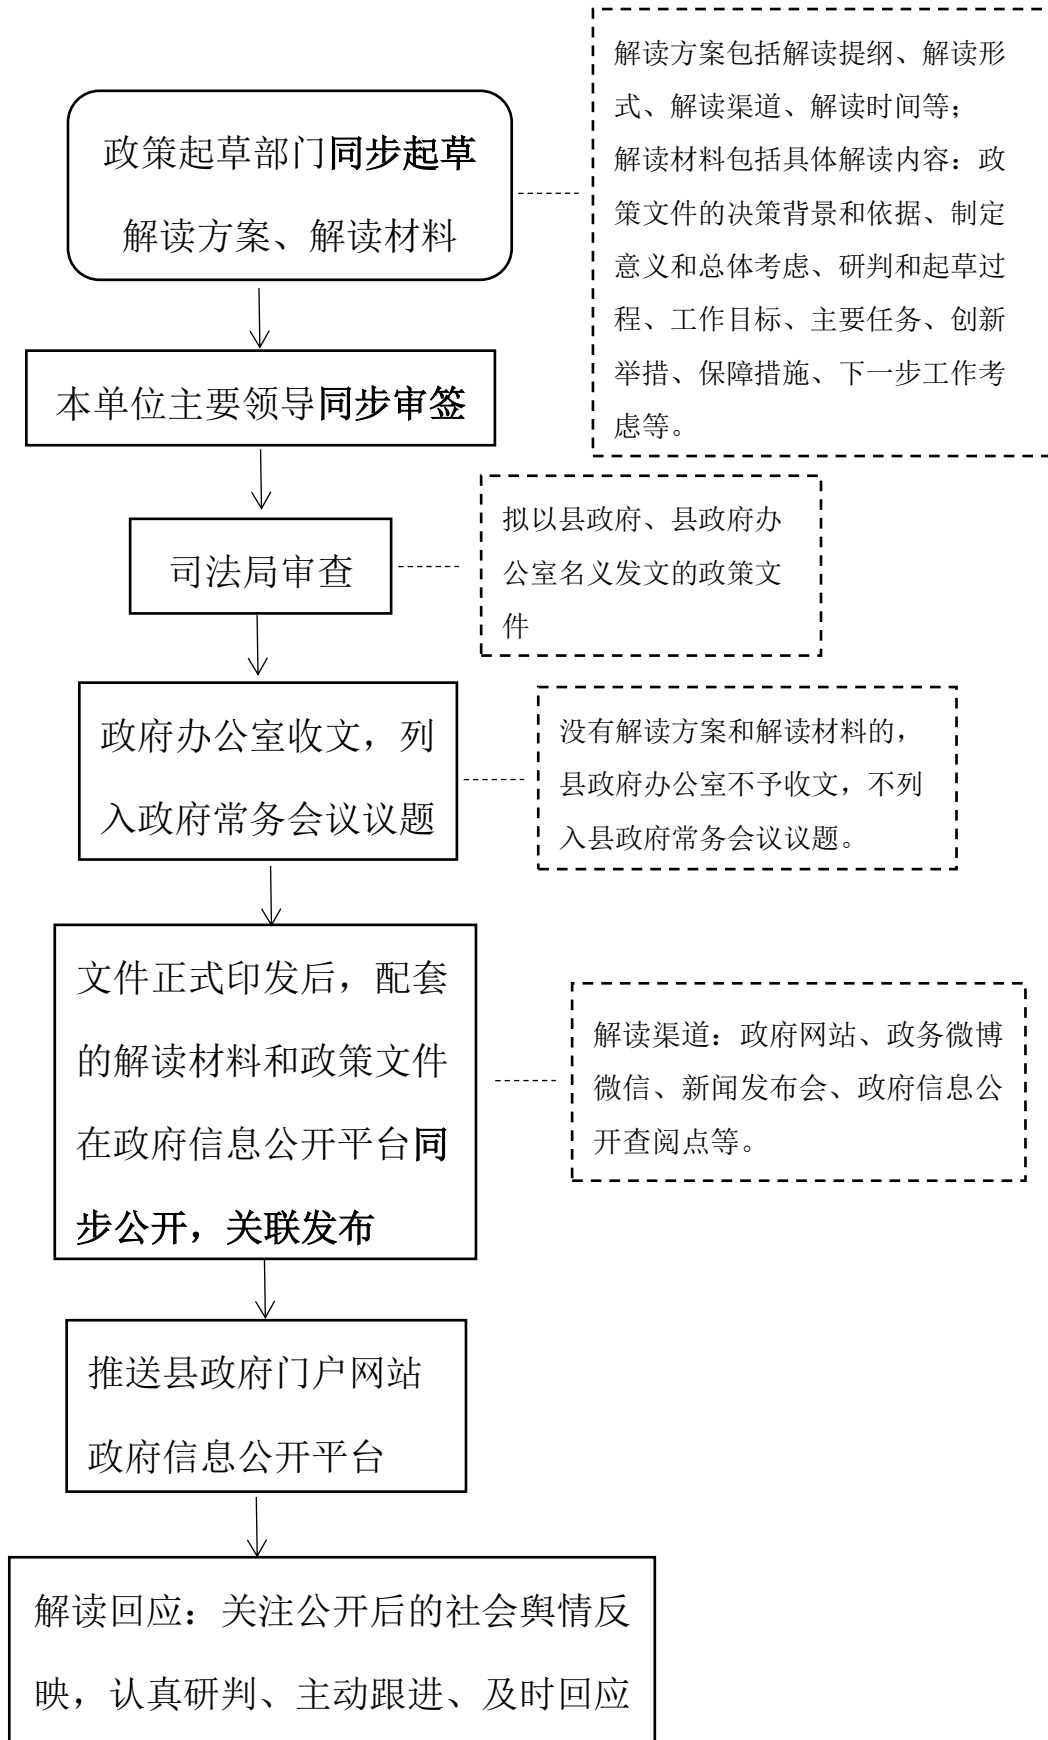 解读方案包括解读提纲、解读形
式、解读渠道、解读时间等；
解读材料包括具体解读内容：政
策文件的决策背景和依据、制定
意义和总体考虑、研判和起草过
程、工作目标、主要任务、创新
举措、保障措施、下一步工作考
虑等。
政策起草部门同步起草
解读方案、解读材料
本单位主要领导同步审签
司法局审查
拟以县政府、县政府办
公室名义发文的政策文
件
政府办公室收文，列
入政府常务会议议题
没有解读方案和解读材料的，
县政府办公室不予收文，不列
入县政府常务会议议题。
文件正式印发后，配套
的解读材料和政策文件
在政府信息公开平台同
步公开，关联发布
解读渠道：政府网站、政务微博
微信、新闻发布会、政府信息公
开查阅点等。
推送县政府门户网站
政府信息公开平台
解读回应：关注公开后的社会舆情反
映，认真研判、主动跟进、及时回应